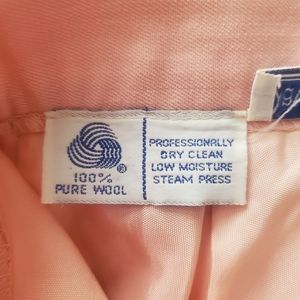 ®
100%
PURE WOOL
PROFESSIONALLY
DRY CLEAN
LOW MOISTURE
STEAM PRESS